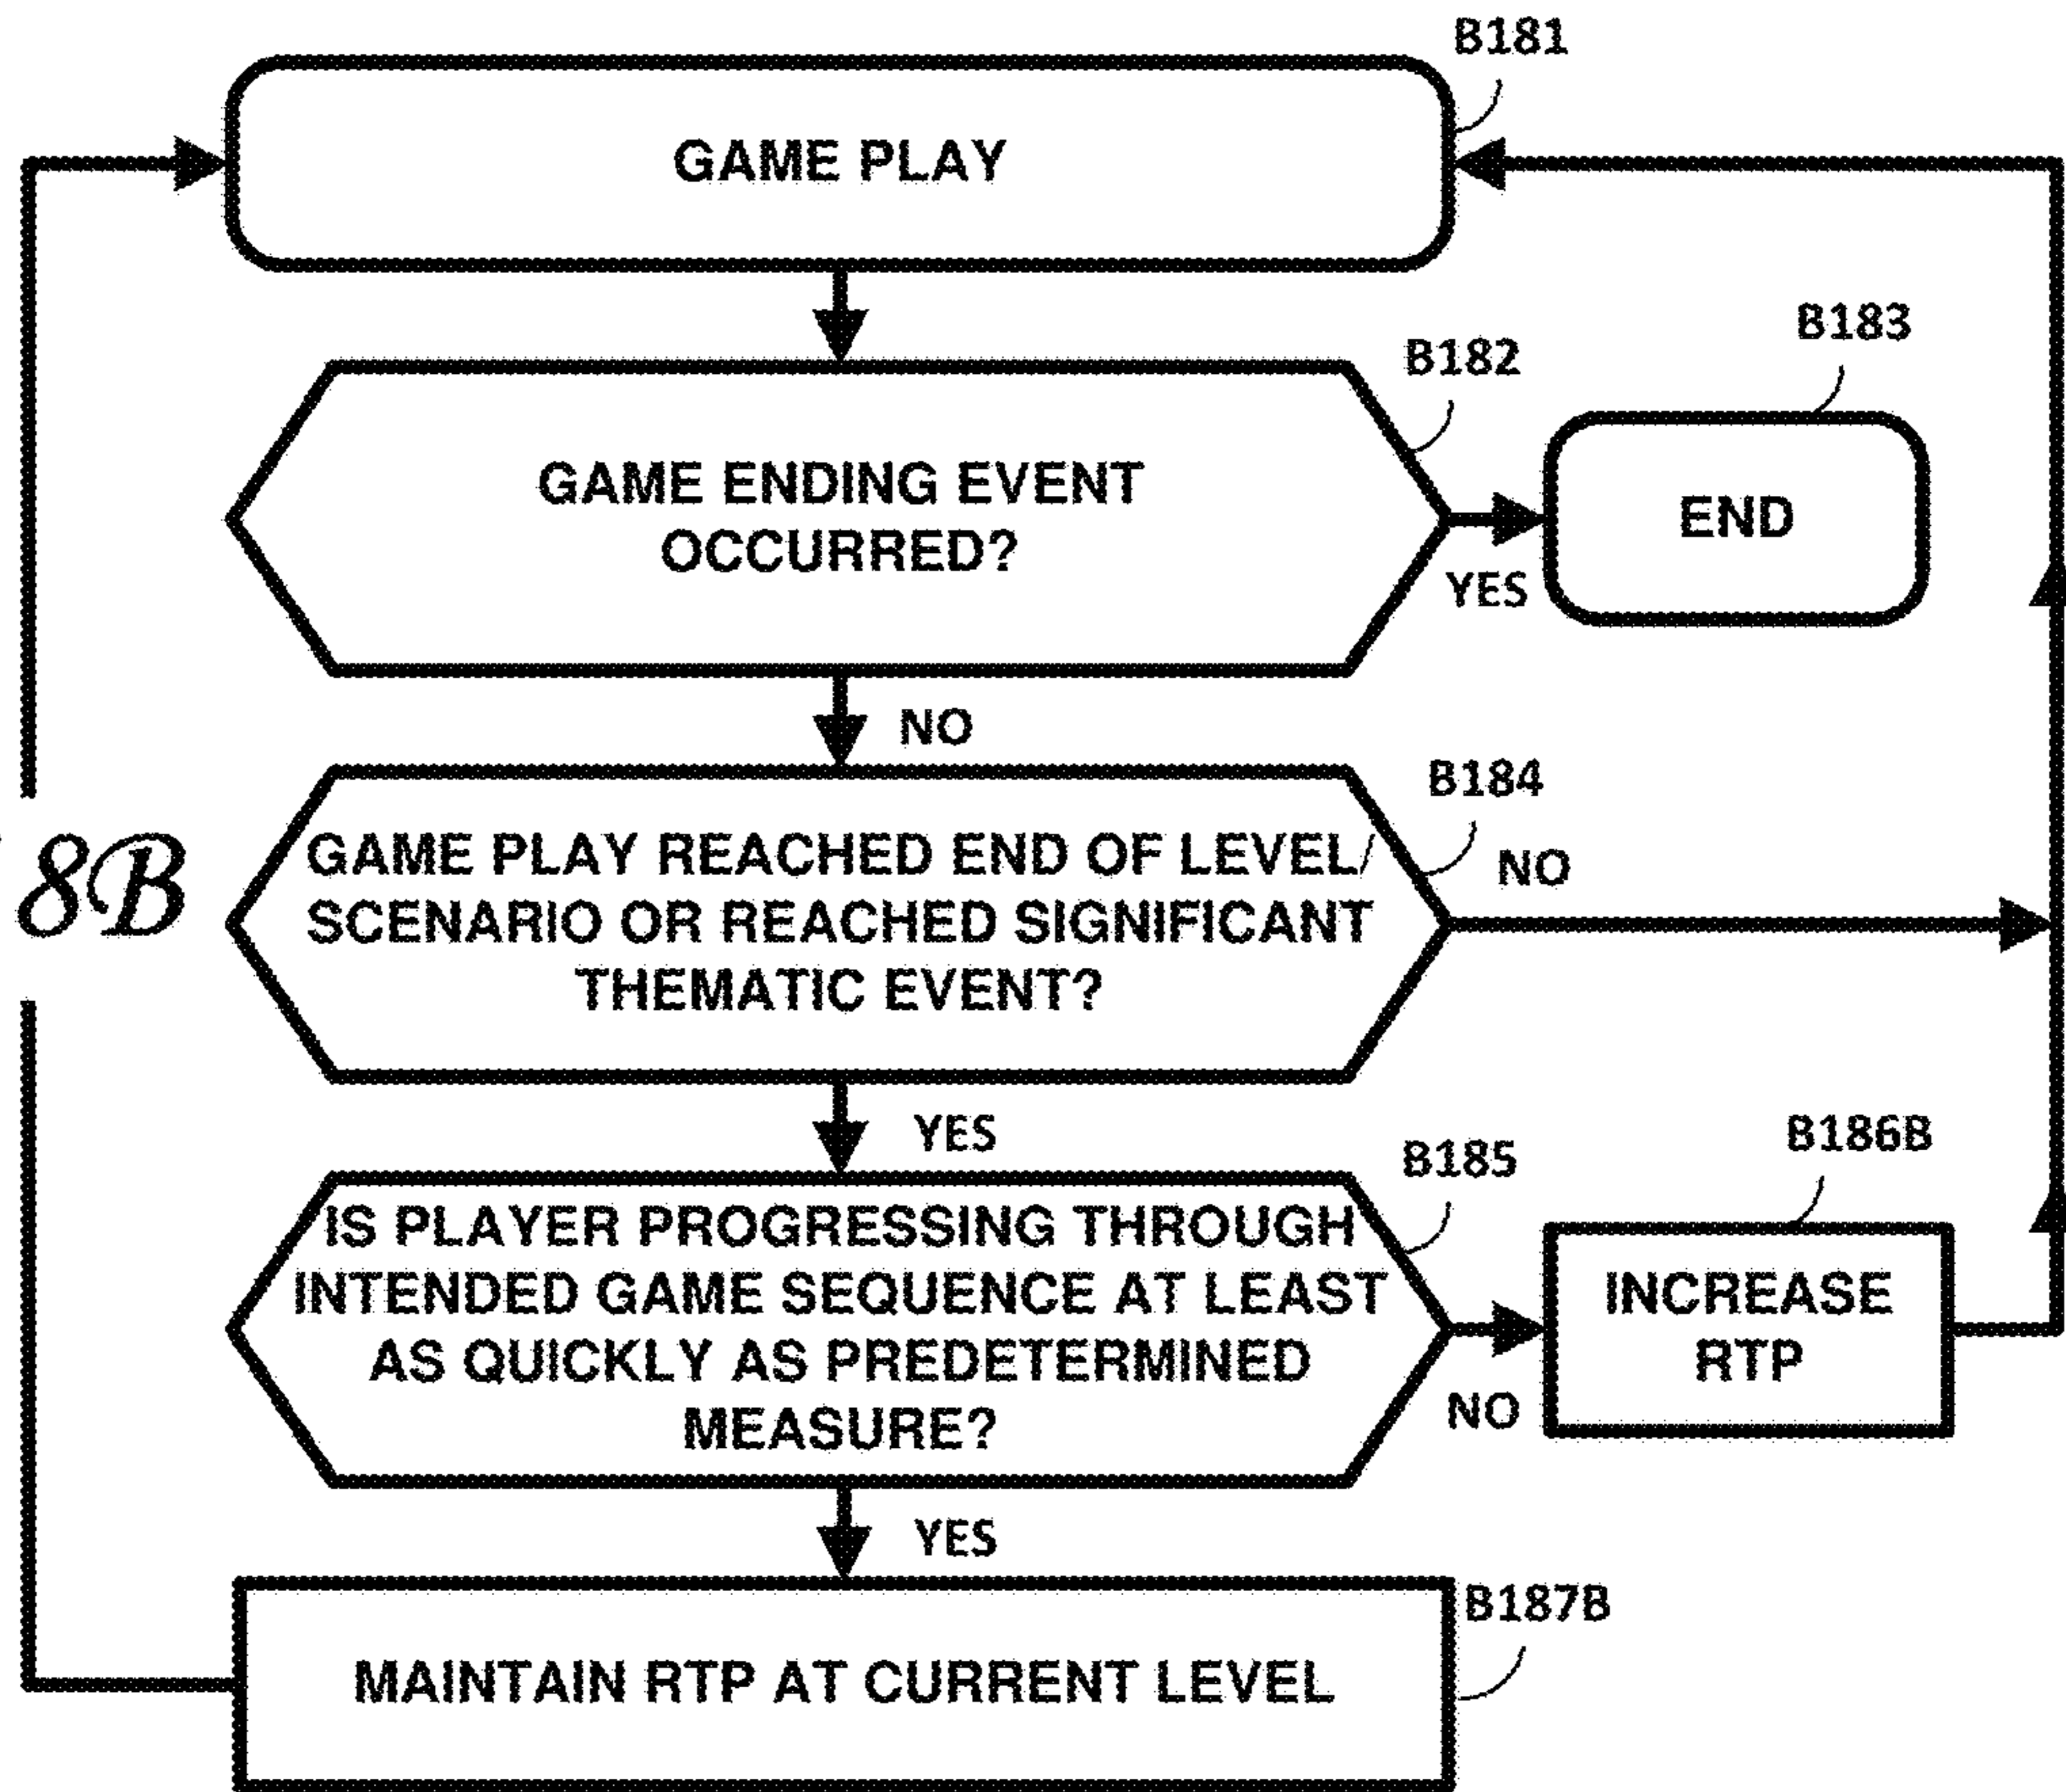 B181
GAME PLAY
B183
B182
GAME ENDING EVENT
OCCURRED?
END
YES
NO
B184
NO
8B
GAME PLAY REACHED END OF LEVEL/
SCENARIO OR REACHED SIGNIFICANT
THEMATIC EVENT?
YES
B185
B186B
IS PLAYER PROGRESSING THROUGH
INTENDED GAME SEQUENCE AT LEAST
AS QUICKLY AS PREDETERMINED
MEASURE?
INCREASE
RTP
NO
YES
B187B
MAINTAIN RTP AT CURRENT LEVEL